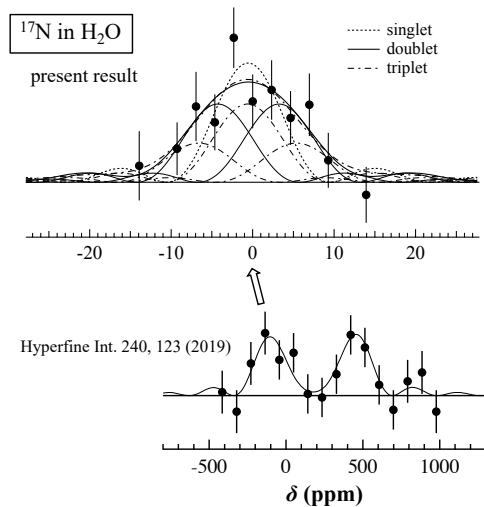 ¹⁷N in H₂O
present result
singlet
doublet
triplet
-20 -10 0 10 20
Hyperfine Int. 240, 123 (2019)
-500 0 500 1000
δ (ppm)